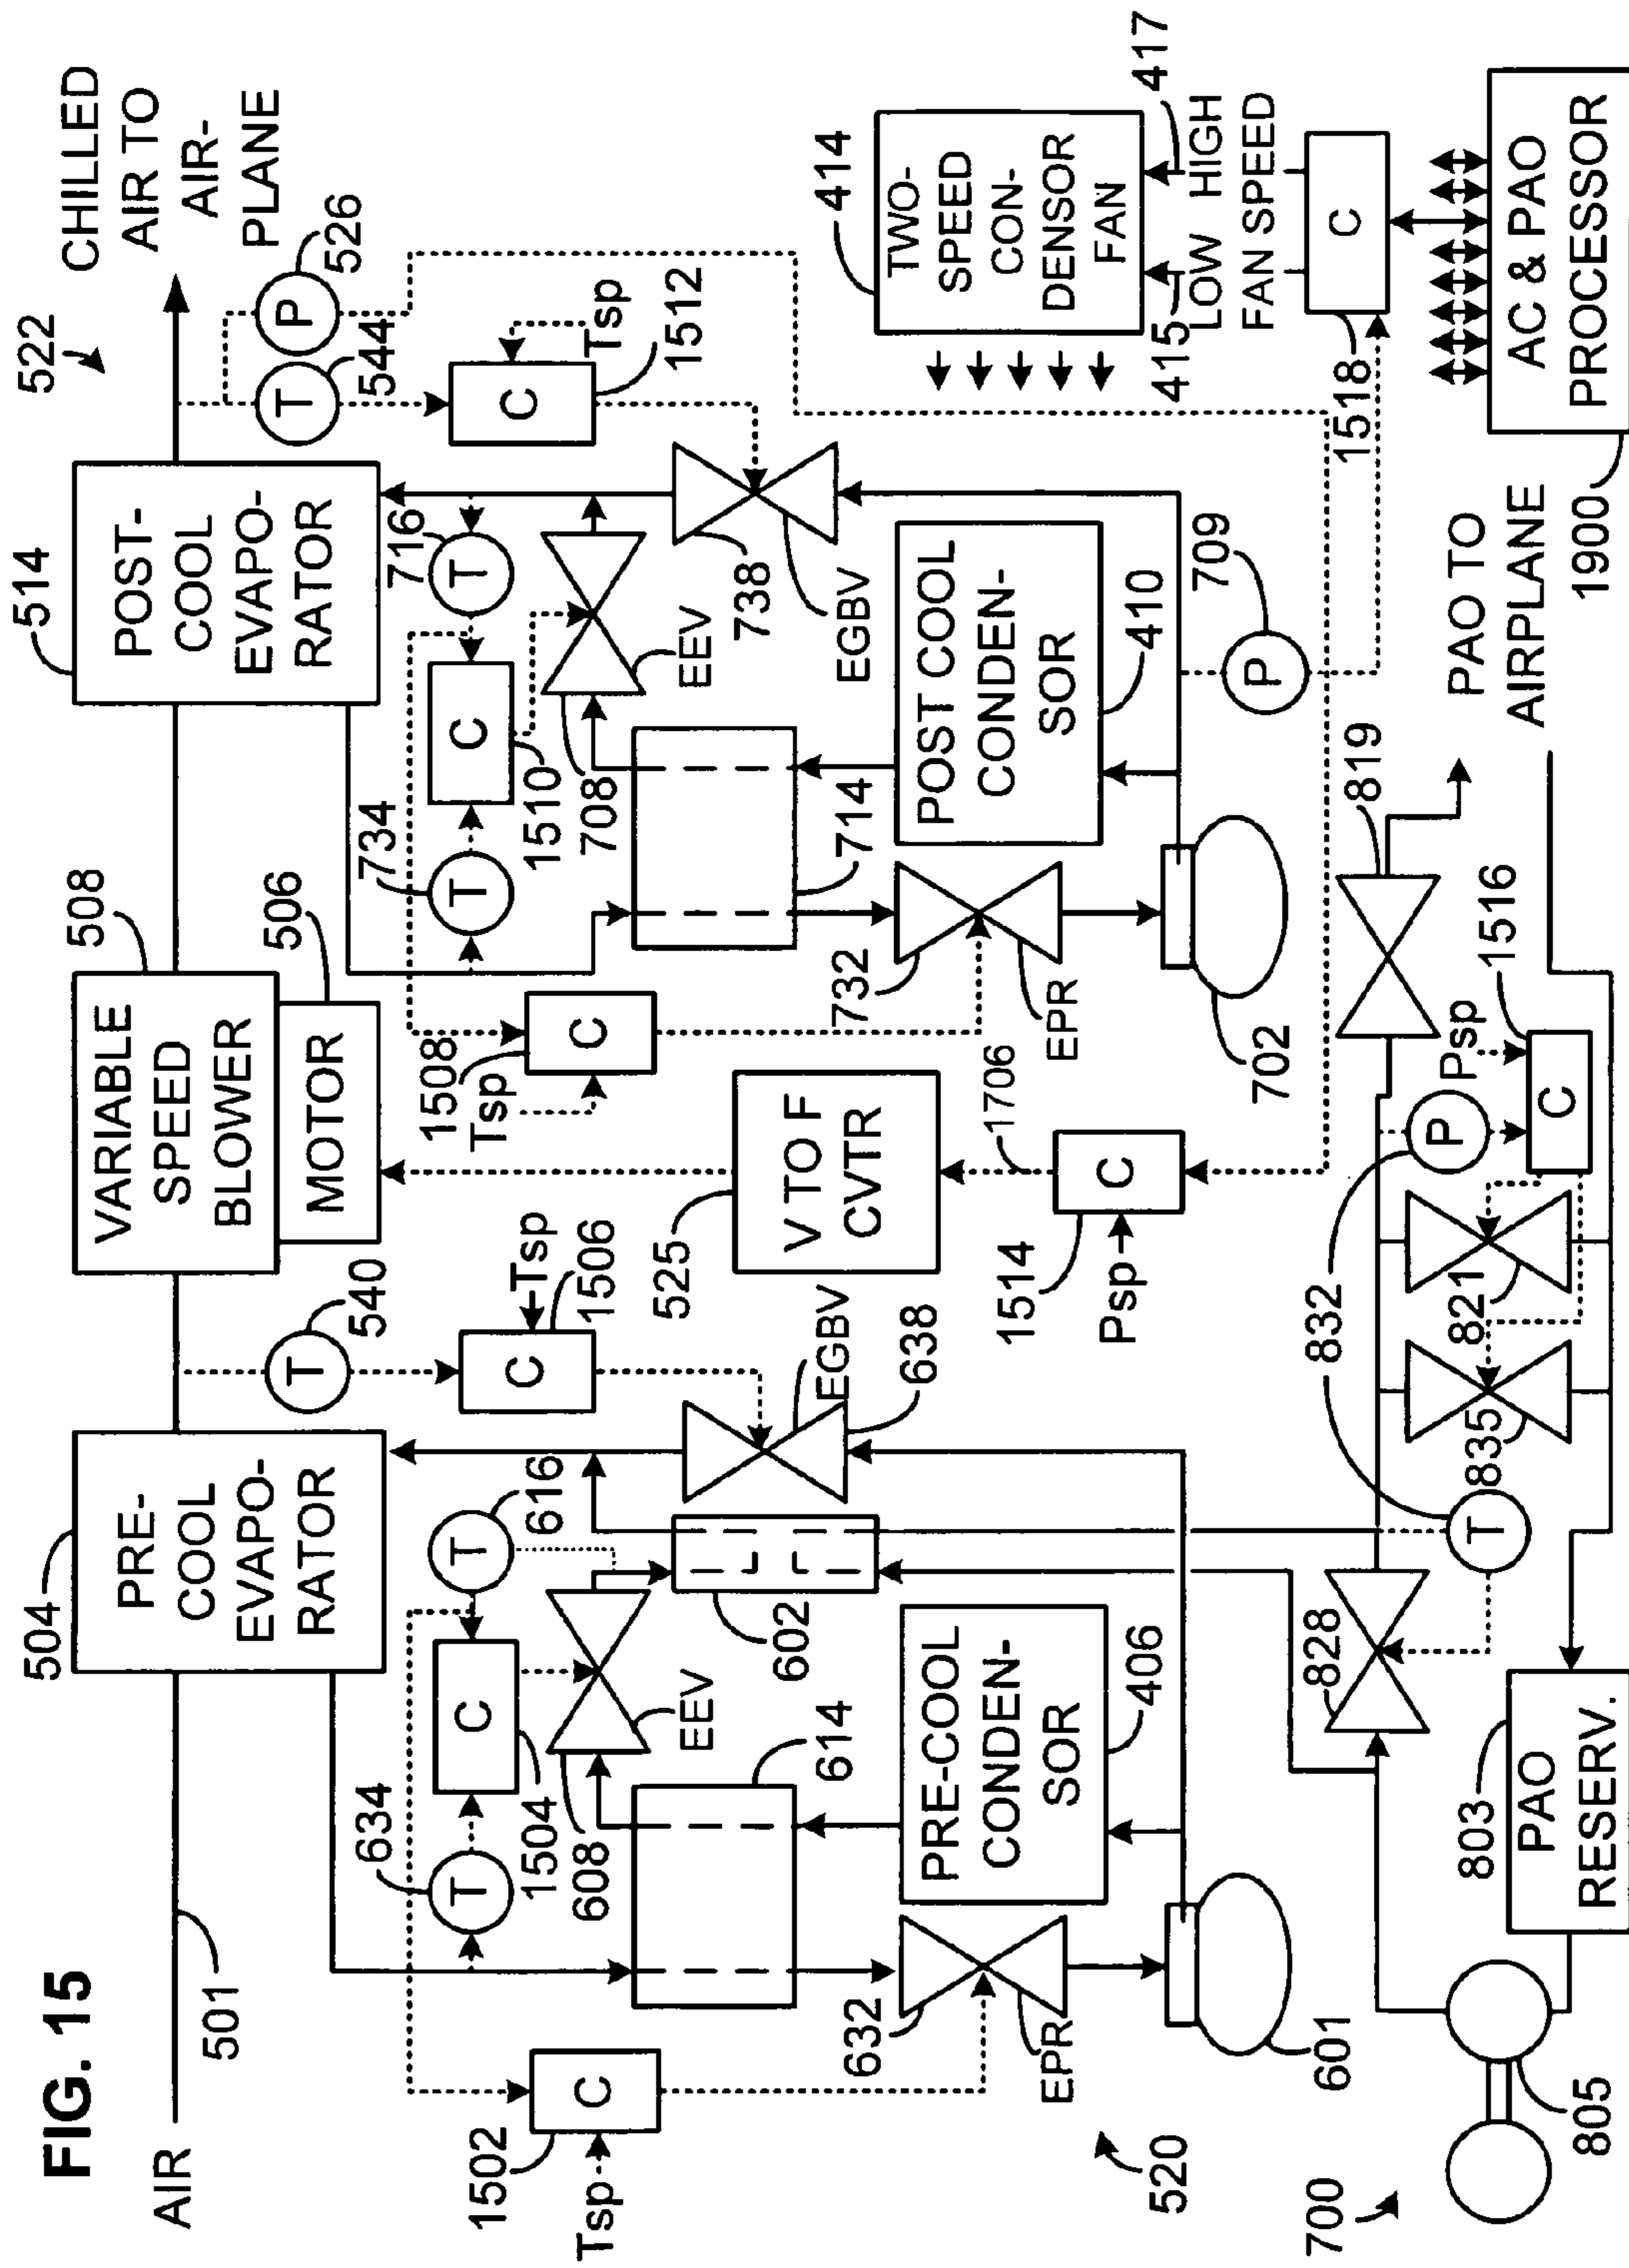 FIG. 15
AIR
501
504
PRE-
COOL
EVAPO-
RATOR
540
T
508
VARIABLE
SPEED
BLOWER
MOTOR
506
514
POST-
COOL
EVAPO-
RATOR
522
CHILLED
AIR TO
AIR-
PLANE
T
544
P
526
1502
C
Tsp
634
T
C
1504
T
616
608
EEV
614
602
C
Tsp
1506
EGBV
638
632
EPR
PRE-COOL
CONDEN-
SOR
406
601
520
525
V TO F
CVTR
1706
C
1514
Psp
1508
Tsp
C
734
T
C
1510
T
716
708
EEV
714
C
Tsp
1512
738
EGBV
732
EPR
POST COOL
CONDEN-
SOR
410
702
P
709
414
TWO-
SPEED
CON-
DENSOR
FAN
415
417
LOW HIGH
FAN SPEED
C
1518
AC & PAO
PROCESSOR
1900
700
805
803
PAO
RESERV.
828
T
832
835
821
P
Psp
C
1516
819
PAO TO
AIRPLANE